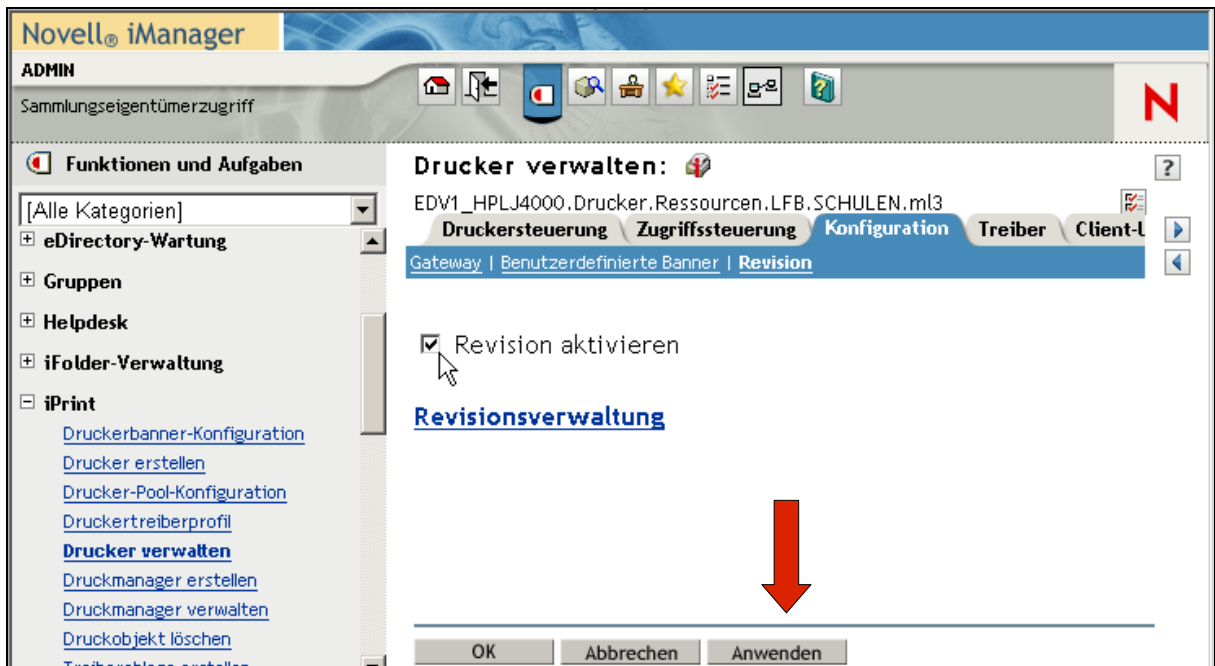 Novell® iManager
ADMIN
Sammlungseigentümerzugriff
N
Funktionen und Aufgaben
[Alle Kategorien]
eDirectory-Wartung
Gruppen
Helpdesk
iFolder-Verwaltung
iPrint
Druckerbanner-Konfiguration
Drucker erstellen
Drucker-Pool-Konfiguration
Druckertreiberprofil
Drucker verwalten
Druckmanager erstellen
Druckmanager verwalten
Druckobjekt löschen
Drucker verwalten:
?
EDV1_HPLJ4000.Drucker.Ressourcen.LFB.SCHULEN.ml3
Druckersteuerung Zugriffssteuerung Konfiguration Treiber Client-U
Gateway | Benutzerdefinierte Banner | Revision
Revision aktivieren
Revisionsverwaltung
OK Abbrechen Anwenden